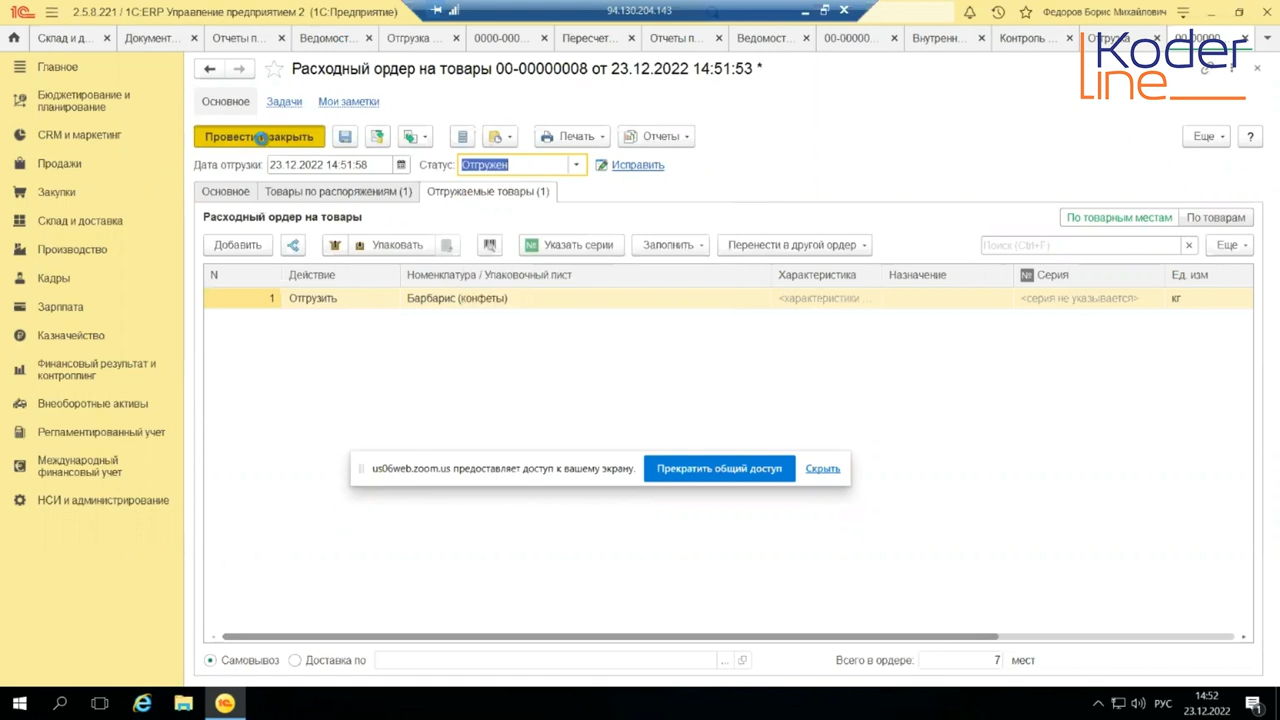 2.5.8.221 / 1С:ERP Управление предприятием 2 (1С:Предприятие)
94.130.204.143
Федоров Борис Михайлович
Склад и д...
Документ...
Отчеты п...
Ведомост...
Отгрузка ...
0000-000...
Пересчет...
Отчеты п...
Ведомост...
00-00000...
Внутренн...
Контроль ...
Отгрузка ...
00-00000...
Koder
line
Главное
Бюджетирование и
планирование
CRM и маркетинг
Продажи
Закупки
Склад и доставка
Производство
Кадры
Зарплата
Казначейство
Финансовый результат и
контроллинг
Внеоборотные активы
Регламентированный учет
Международный
финансовый учет
НСИ и администрирование
Расходный ордер на товары 00-00000008 от 23.12.2022 14:51:53 *
Основное
Задачи
Мои заметки
Провести и закрыть
Печать
Отчеты
Еще
?
Дата отгрузки: 23.12.2022 14:51:58
Статус: Отгружен
Исправить
Основное
Товары по распоряжениям (1)
Отгружаемые товары (1)
Расходный ордер на товары
По товарным местам
По товарам
Добавить
Упаковать
Указать серии
Заполнить
Перенести в другой ордер
Поиск (Ctrl+F)
Еще
N
Действие
Номенклатура / Упаковочный лист
Характеристика
Назначение
№ Серия
Ед. изм
1
Отгрузить
Барбарис (конфеты)
<характеристики ...
<серия не указывается>
кг
us06web.zoom.us предоставляет доступ к вашему экрану.
Прекратить общий доступ
Скрыть
Самовывоз
Доставка по
...
Всего в ордере: 7 мест
РУС
14:52
23.12.2022
1